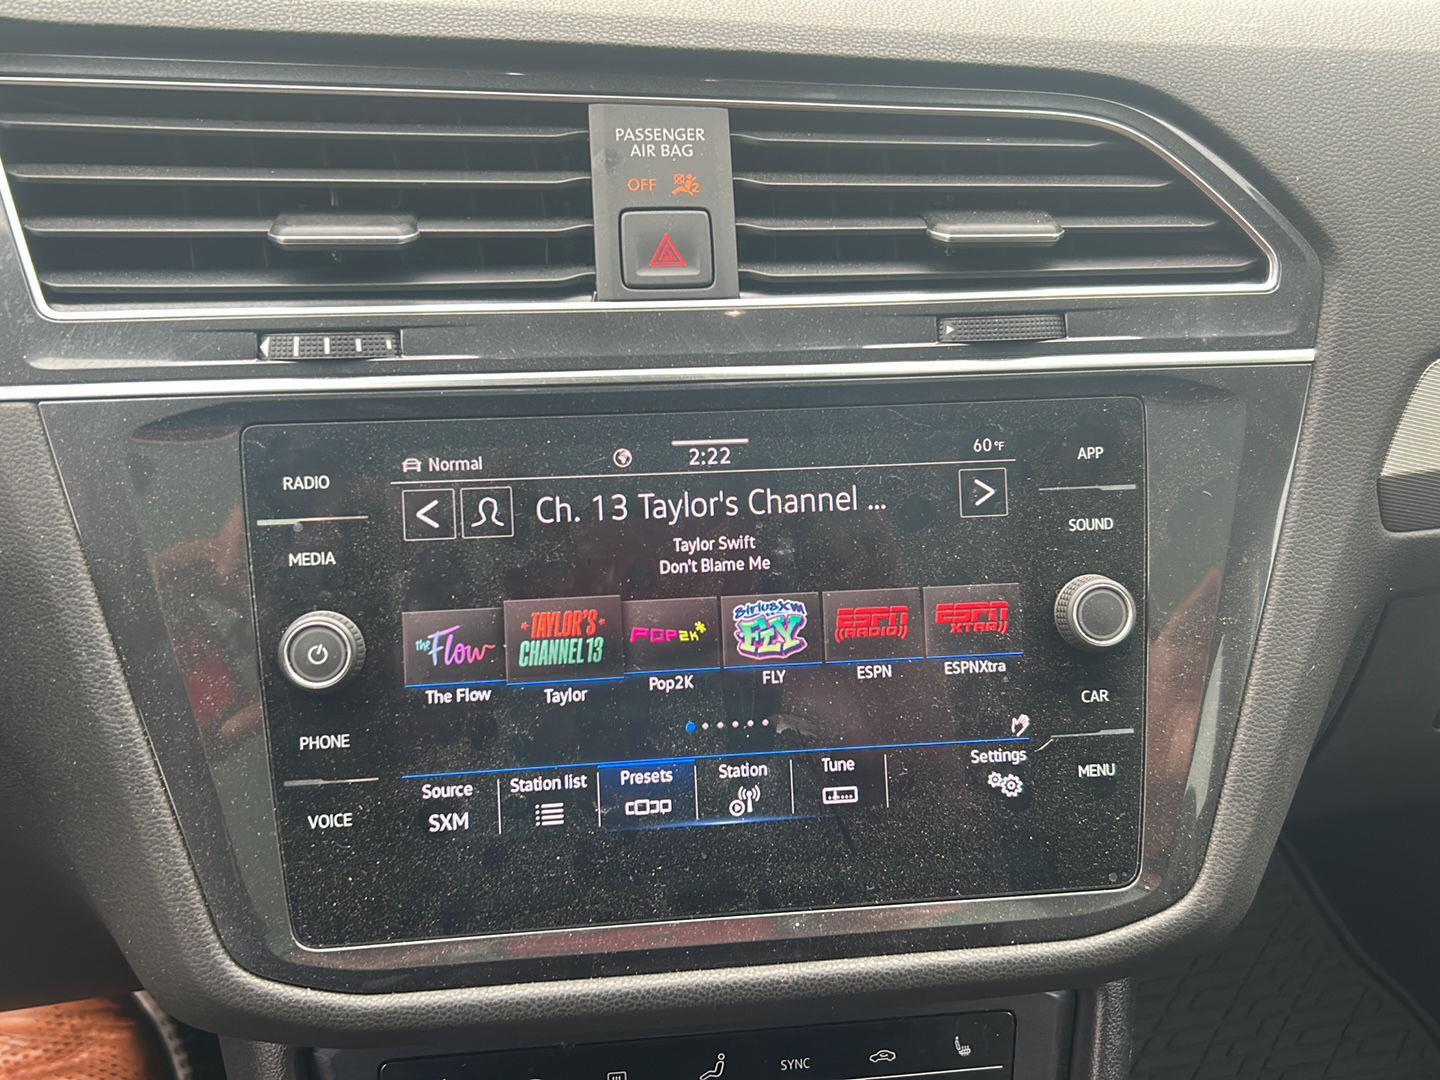 PASSENGER
AIR BAG
OFF
2
RADIO
MEDIA
PHONE
VOICE
Normal
2:22
60°F
< Ch. 13 Taylor's Channel ... >
Taylor Swift
Don't Blame Me
the Flow
TAYLOR'S
CHANNEL 13
POP2K
SiriusXM
FLY
ESPN
((RADIO))
ESPN
XTRA))
The Flow
Taylor
Pop2K
FLY
ESPN
ESPNXtra
Source
SXM
Station list
Presets
Station
Tune
Settings
APP
SOUND
CAR
MENU
SYNC